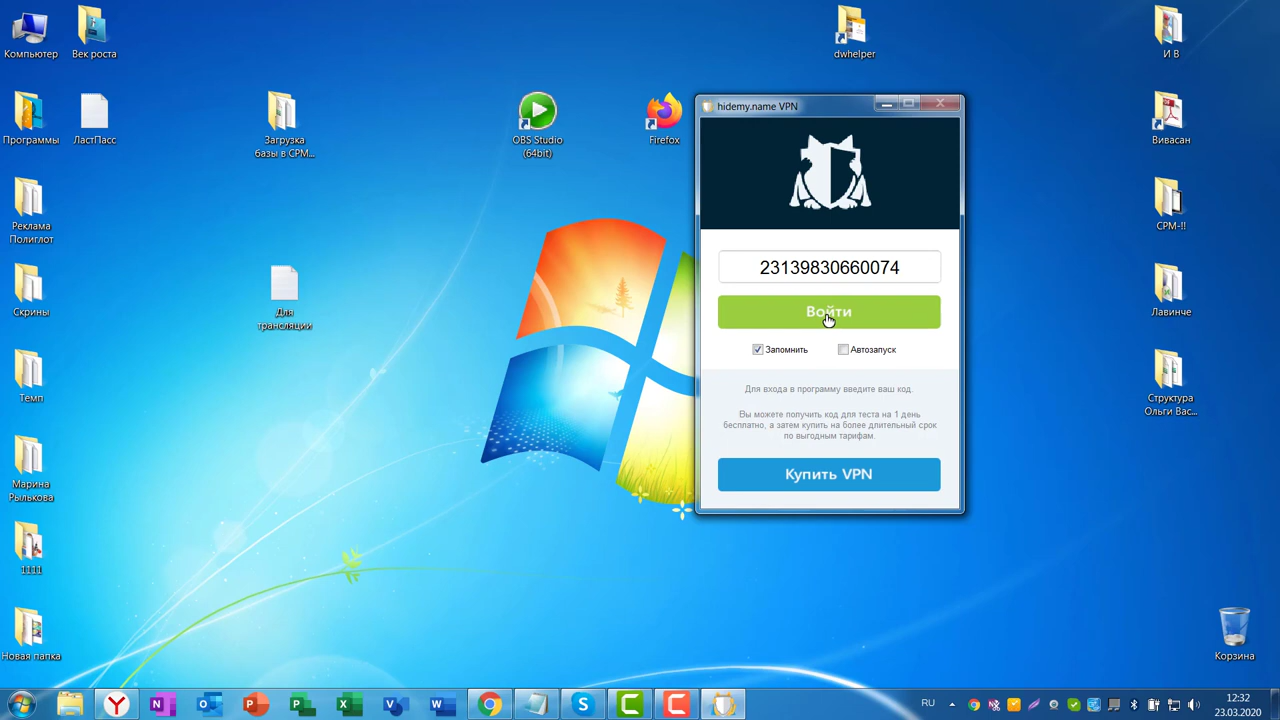 Компьютер
Век роста
dwhelper
И В
Программы
ЛастПасс
Загрузка
базы в СРМ...
OBS Studio
(64bit)
Firefox
Вивасан
Реклама
Полиглот
СРМ-!!
Скрины
Для
трансляции
Лавинче
Темп
Структура
Ольги Вас...
Марина
Рылькова
1111
Новая папка
Корзина
hidemy.name VPN
23139830660074
Войти
Запомнить
Автозапуск
Для входа в программу введите ваш код.
Вы можете получить код для теста на 1 день
бесплатно, а затем купить на более длительный срок
по выгодным тарифам.
Купить VPN
RU
12:32
23.03.2020